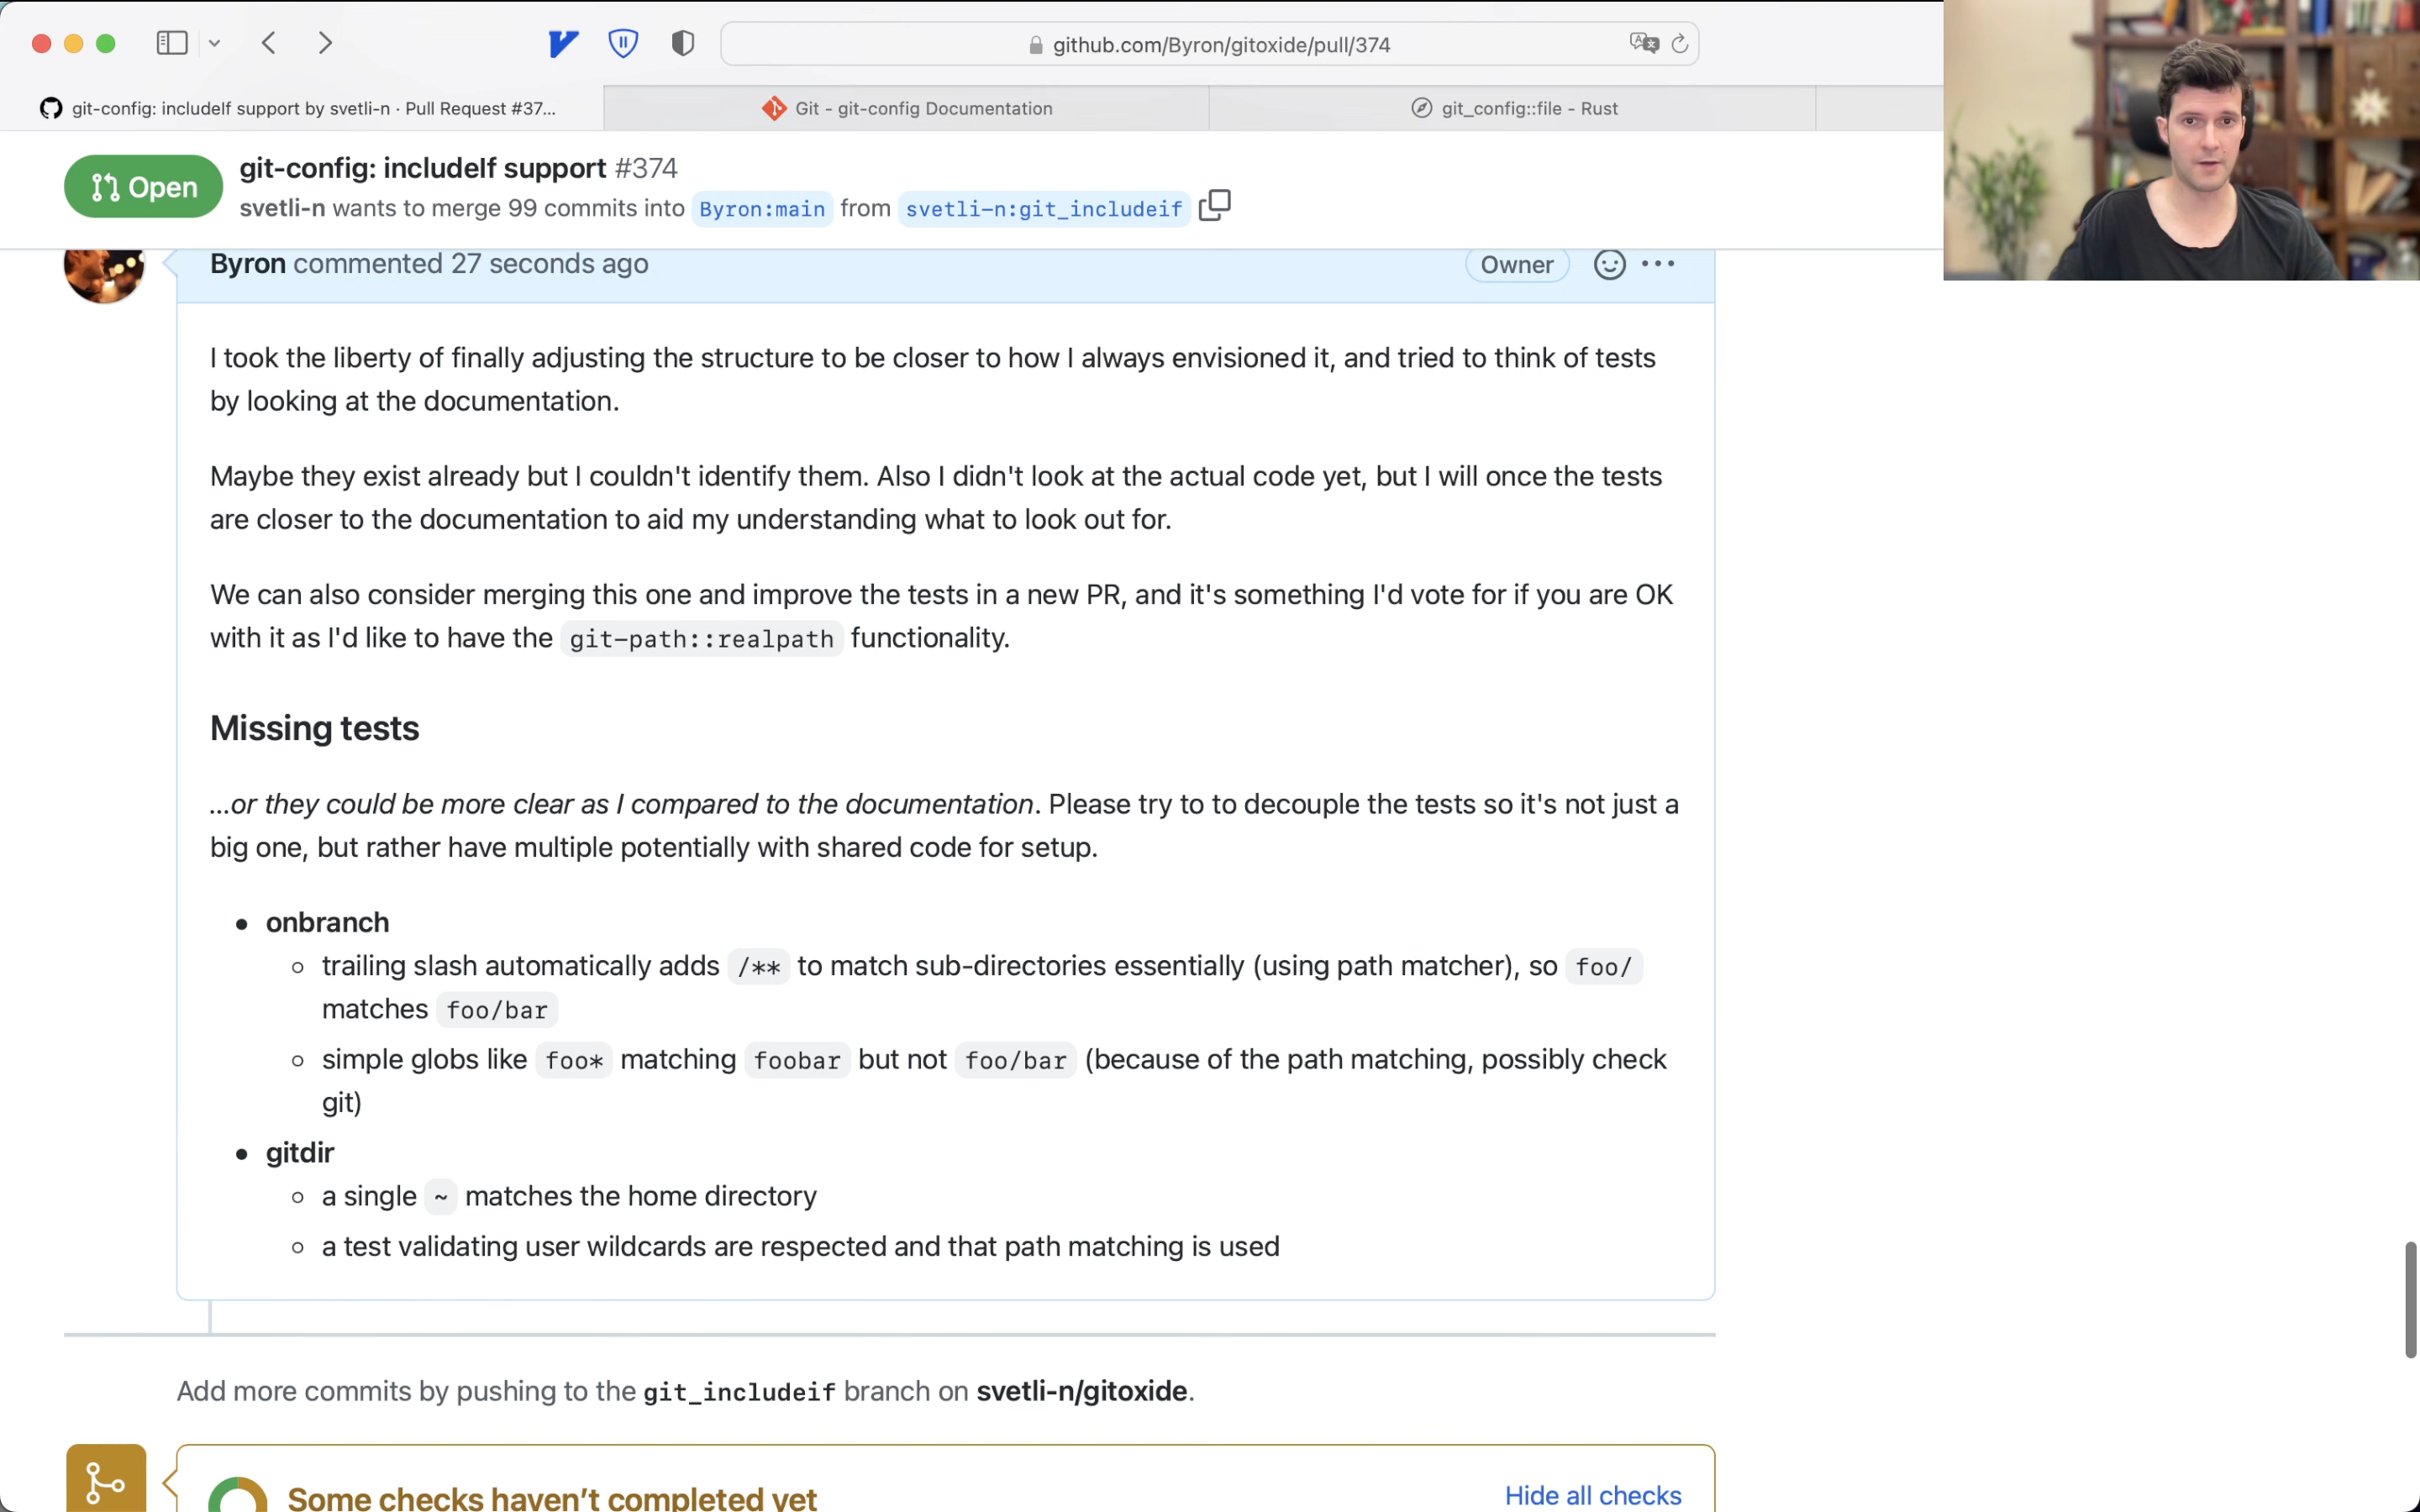 github.com/Byron/gitoxide/pull/374
git-config: includeIf support by svetli-n · Pull Request #37...
Git - git-config Documentation
git_config::file - Rust
Open
git-config: includeIf support #374
svetli-n wants to merge 99 commits into Byron:main from svetli-n:git_includeif
Byron commented 27 seconds ago
Owner
I took the liberty of finally adjusting the structure to be closer to how I always envisioned it, and tried to think of tests
by looking at the documentation.
Maybe they exist already but I couldn't identify them. Also I didn't look at the actual code yet, but I will once the tests
are closer to the documentation to aid my understanding what to look out for.
We can also consider merging this one and improve the tests in a new PR, and it's something I'd vote for if you are OK
with it as I'd like to have the git-path::realpath functionality.
Missing tests
...or they could be more clear as I compared to the documentation. Please try to to decouple the tests so it's not just a
big one, but rather have multiple potentially with shared code for setup.
• onbranch
◦ trailing slash automatically adds /** to match sub-directories essentially (using path matcher), so foo/
matches foo/bar
◦ simple globs like foo* matching foobar but not foo/bar (because of the path matching, possibly check
git)
• gitdir
◦ a single ~ matches the home directory
◦ a test validating user wildcards are respected and that path matching is used
Add more commits by pushing to the git_includeif branch on svetli-n/gitoxide.
Some checks haven't completed yet
Hide all checks